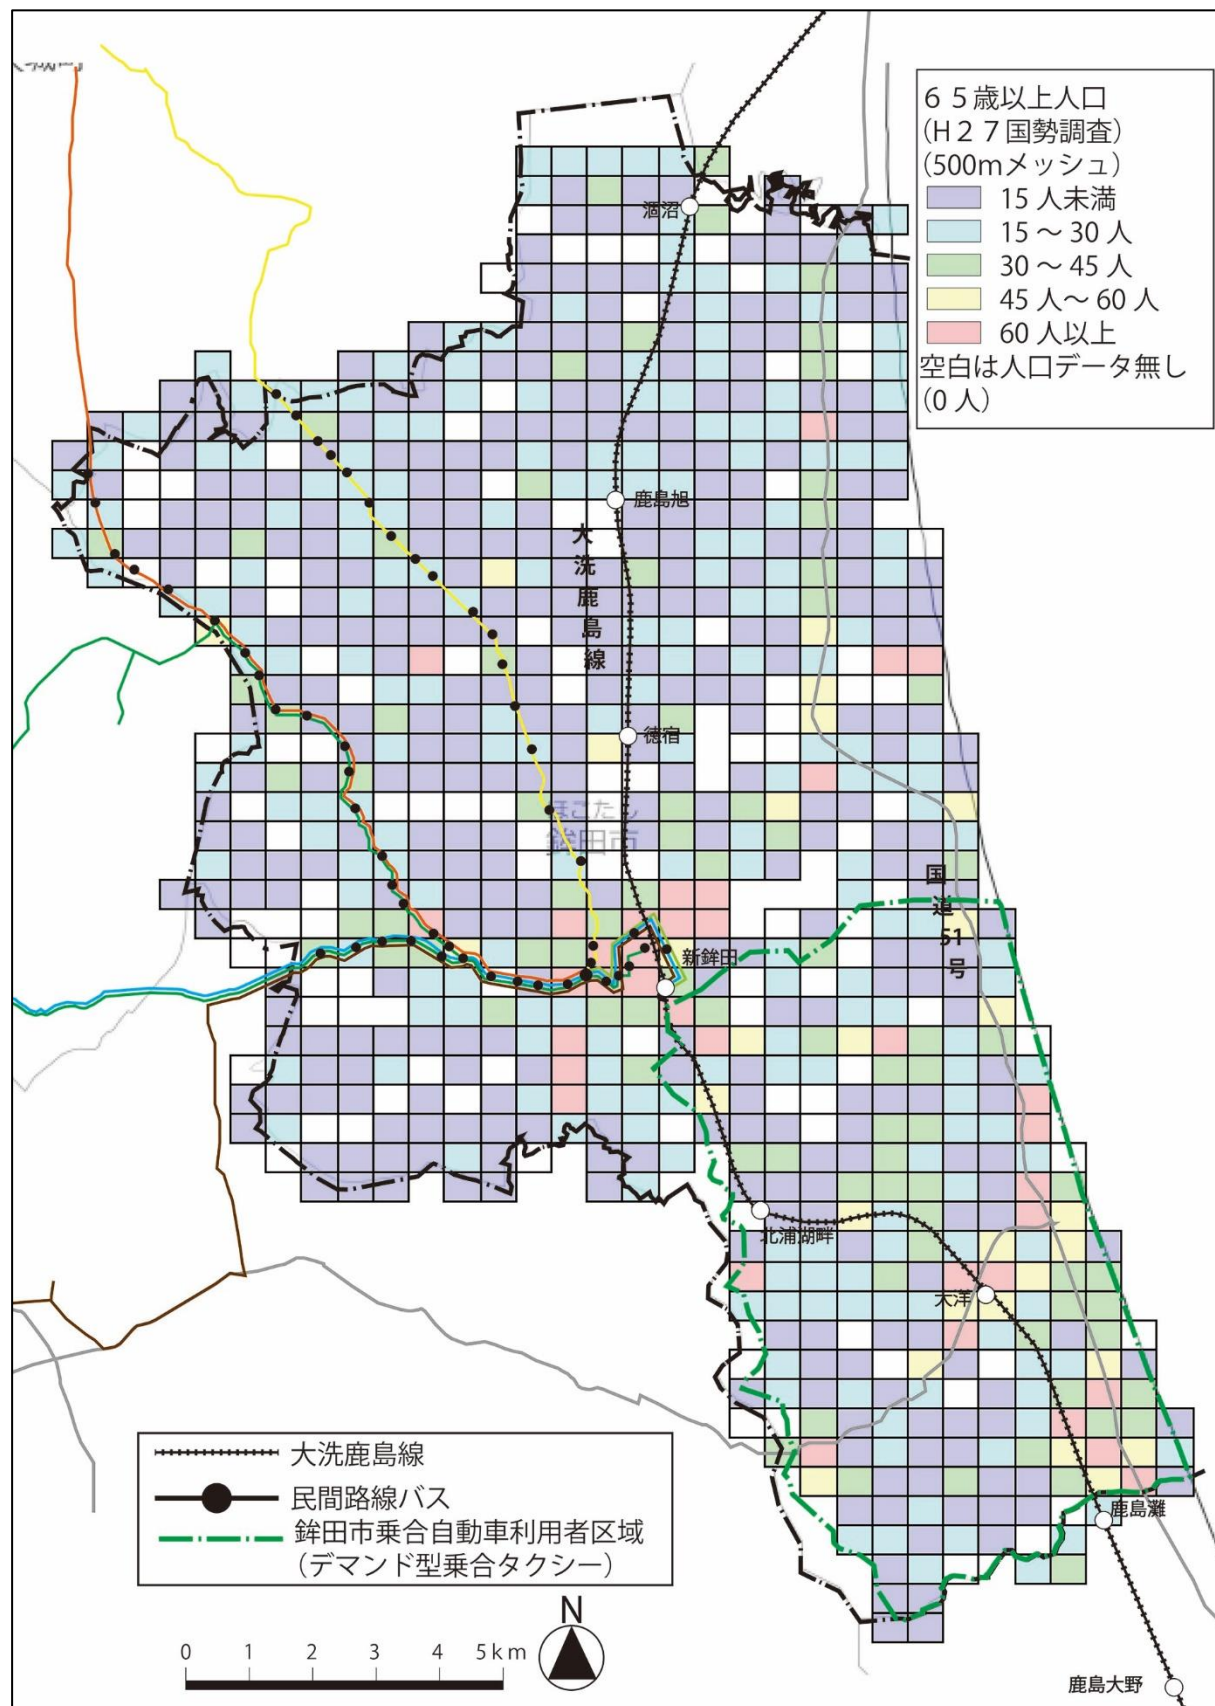 65歳以上人口
(H27国勢調査)
(500mメッシュ)
15人未満
15～30人
30～45人
45人～60人
60人以上
空白は人口データ無し
(0人)
涸沼
鹿島旭
大洗鹿島線
徳宿
ほこたし
鉾田市
国道51号
新鉾田
北浦湖畔
大洋
鹿島灘
鹿島大野
大洗鹿島線
民間路線バス
鉾田市乗合自動車利用者区域
(デマンド型乗合タクシー)
N
0 1 2 3 4 5km